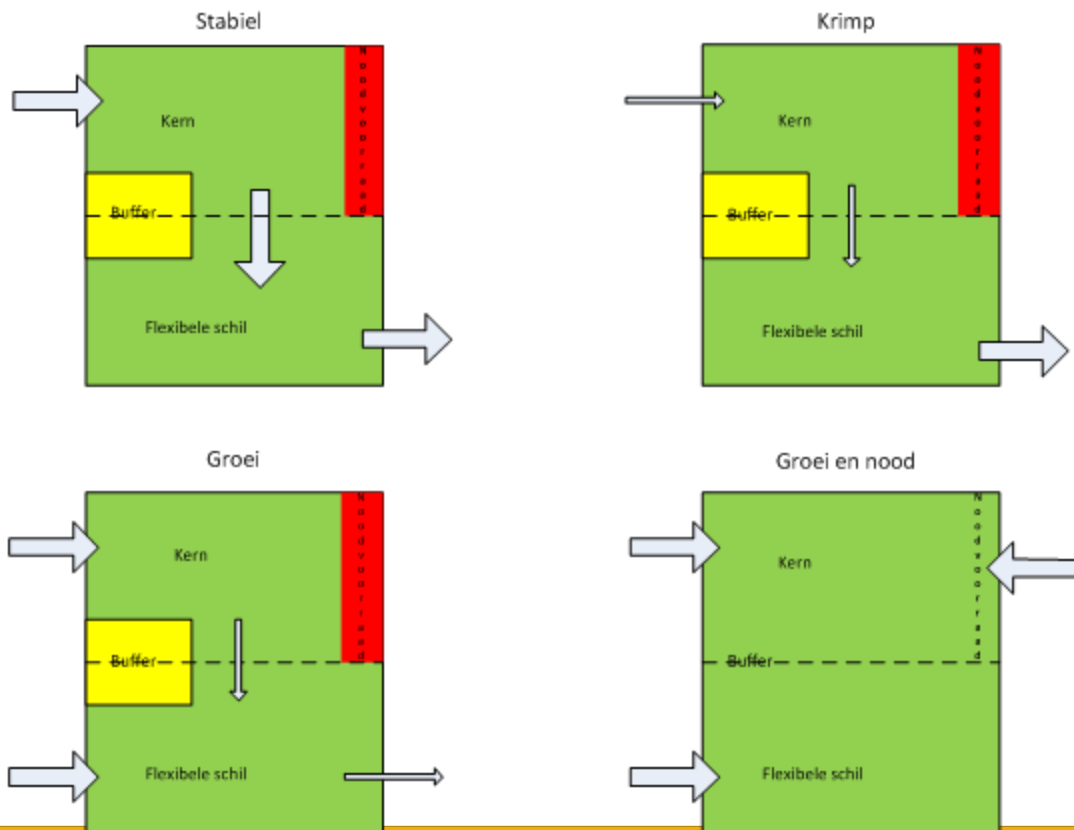 Stabiel
Krimp
Noodvoorraad
Kern
Buffer
Flexibele schil
Noodvoorraad
Kern
Buffer
Flexibele schil
Groei
Groei en nood
Noodvoorraad
Kern
Buffer
Flexibele schil
Noodvoorraad
Kern
Buffer
Flexibele schil